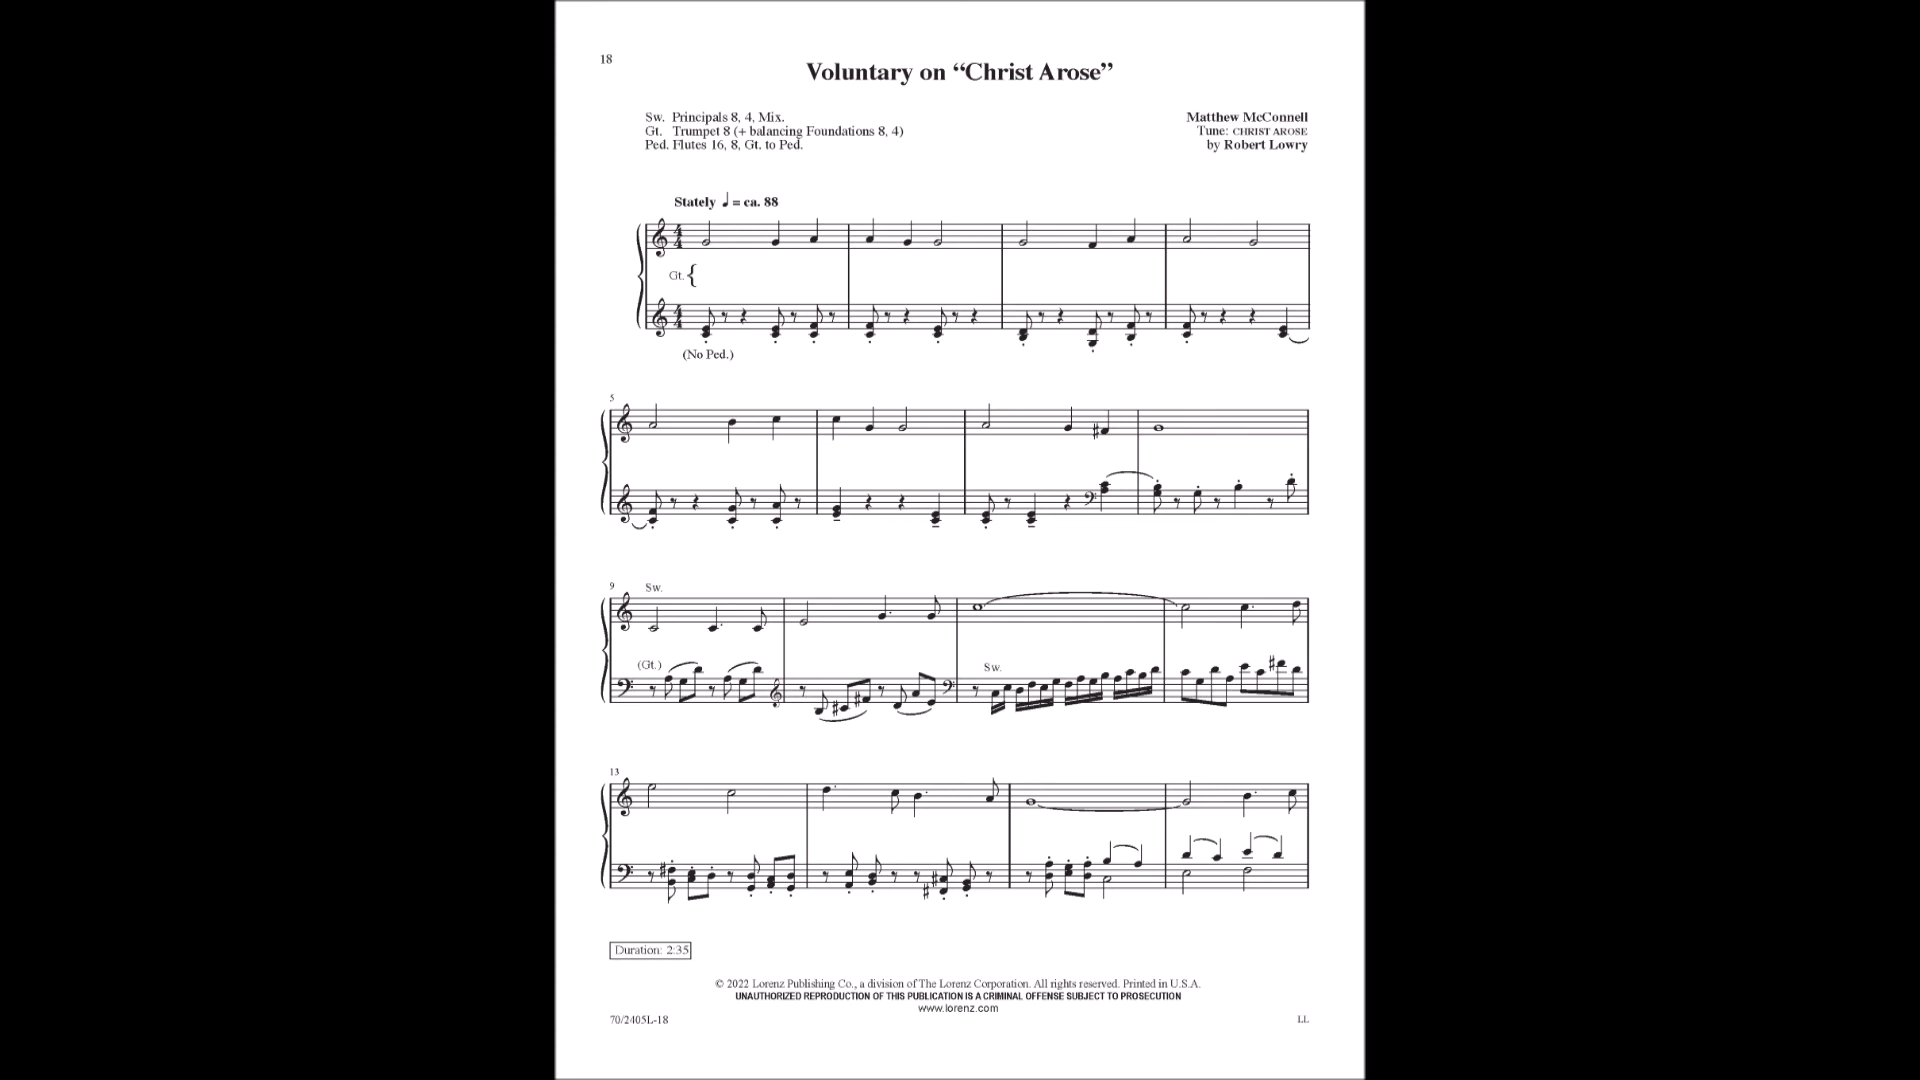 18
Voluntary on “Christ Arose”
Sw. Principals 8, 4, Mix.
Gt. Trumpet 8 (+ balancing Foundations 8, 4)
Ped. Flutes 16, 8, Gt. to Ped.
Matthew McConnell
Tune: CHRIST AROSE
by Robert Lowry
Stately ♩ = ca. 88
Gt.
(No Ped.)
5
9
Sw.
(Gt.)
Sw.
13
Duration: 2:35
© 2022 Lorenz Publishing Co., a division of The Lorenz Corporation. All rights reserved. Printed in U.S.A.
UNAUTHORIZED REPRODUCTION OF THIS PUBLICATION IS A CRIMINAL OFFENSE SUBJECT TO PROSECUTION
www.lorenz.com
70/2405L-18
LL